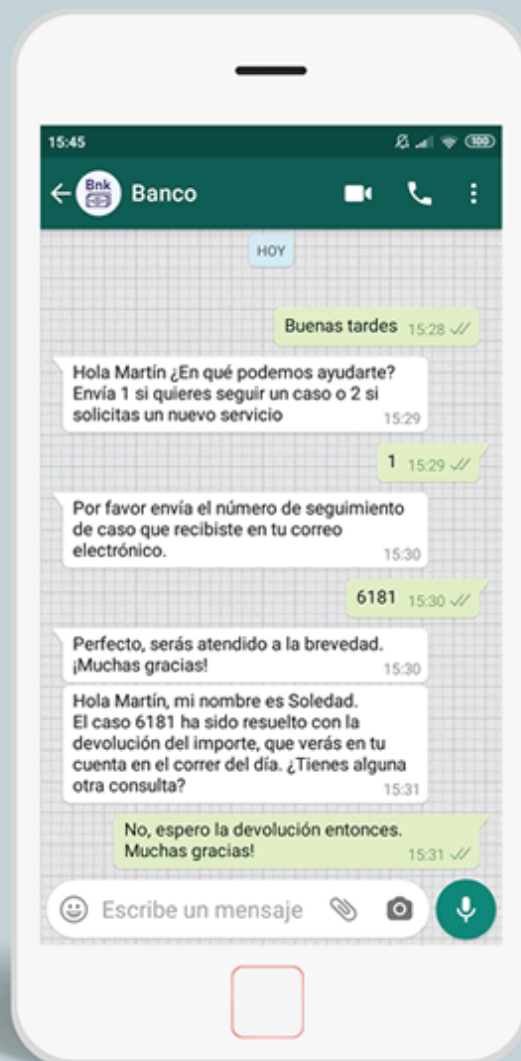 15:45
100
Bnk
Banco
HOY
Buenas tardes 15:28
Hola Martín ¿En qué podemos ayudarte?
Envía 1 si quieres seguir un caso o 2 si
solicitas un nuevo servicio
15:29
1 15:29
Por favor envía el número de seguimiento
de caso que recibiste en tu correo
electrónico.
15:30
6181 15:30
Perfecto, serás atendido a la brevedad.
¡Muchas gracias!
15:30
Hola Martín, mi nombre es Soledad.
El caso 6181 ha sido resuelto con la
devolución del importe, que verás en tu
cuenta en el correr del día. ¿Tienes alguna
otra consulta?
15:31
No, espero la devolución entonces.
Muchas gracias!
15:31
Escribe un mensaje